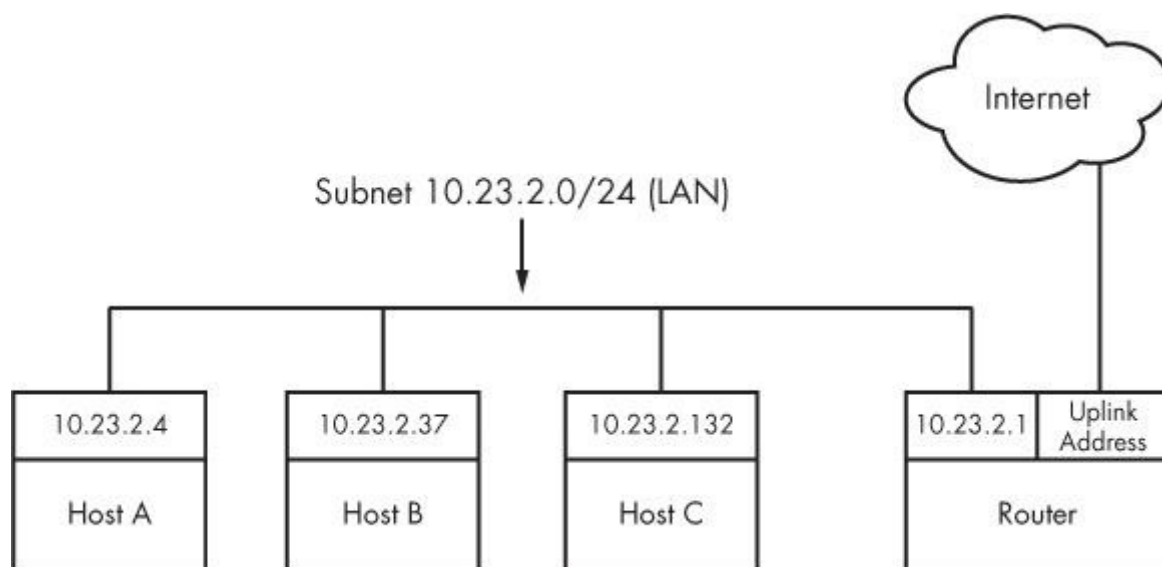 Internet
Subnet 10.23.2.0/24 (LAN)
10.23.2.4
Host A
10.23.2.37
Host B
10.23.2.132
Host C
10.23.2.1
Uplink
Address
Router